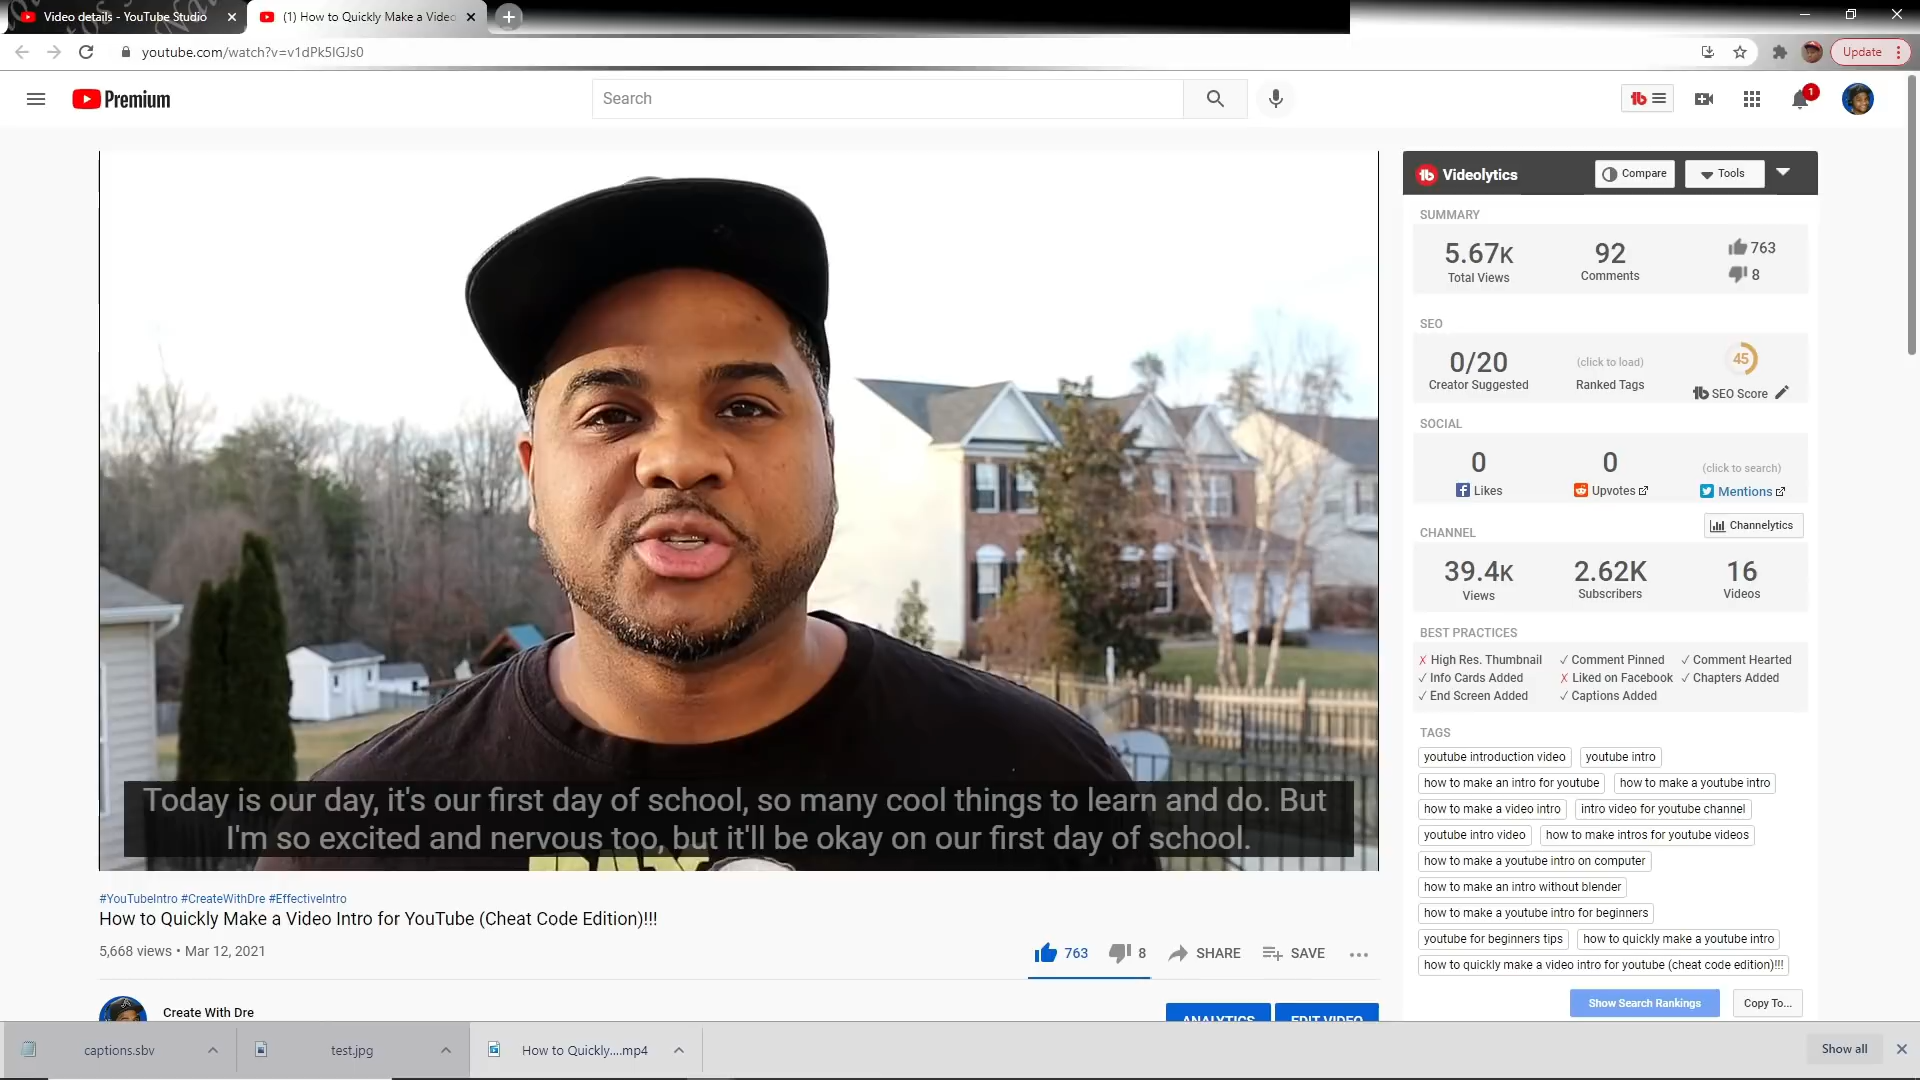 Video details - YouTube Studio
(1) How to Quickly Make a Video
youtube.com/watch?v=v1dPk5IGJs0
Update
Premium
Search
1
Videolytics
Compare
Tools
SUMMARY
5.67K
Total Views
92
Comments
763
8
SEO
0/20
Creator Suggested
(click to load)
Ranked Tags
45
SEO Score
SOCIAL
0
Likes
0
Upvotes
(click to search)
Mentions
CHANNEL
Channelytics
39.4K
Views
2.62K
Subscribers
16
Videos
BEST PRACTICES
✗ High Res. Thumbnail ✓ Comment Pinned ✓ Comment Hearted
✓ Info Cards Added ✗ Liked on Facebook ✓ Chapters Added
✓ End Screen Added ✓ Captions Added
TAGS
youtube introduction video youtube intro
how to make an intro for youtube how to make a youtube intro
how to make a video intro intro video for youtube channel
youtube intro video how to make intros for youtube videos
how to make a youtube intro on computer
how to make an intro without blender
how to make a youtube intro for beginners
youtube for beginners tips how to quickly make a youtube intro
how to quickly make a video intro for youtube (cheat code edition)!!!
Show Search Rankings Copy To...
Today is our day, it's our first day of school, so many cool things to learn and do. But
I'm so excited and nervous too, but it'll be okay on our first day of school.
#YouTubeIntro #CreateWithDre #EffectiveIntro
How to Quickly Make a Video Intro for YouTube (Cheat Code Edition)!!!
5,668 views • Mar 12, 2021
763 8 SHARE SAVE
Create With Dre
ANALYTICS EDIT VIDEO
captions.sbv
test.jpg
How to Quickly....mp4
Show all